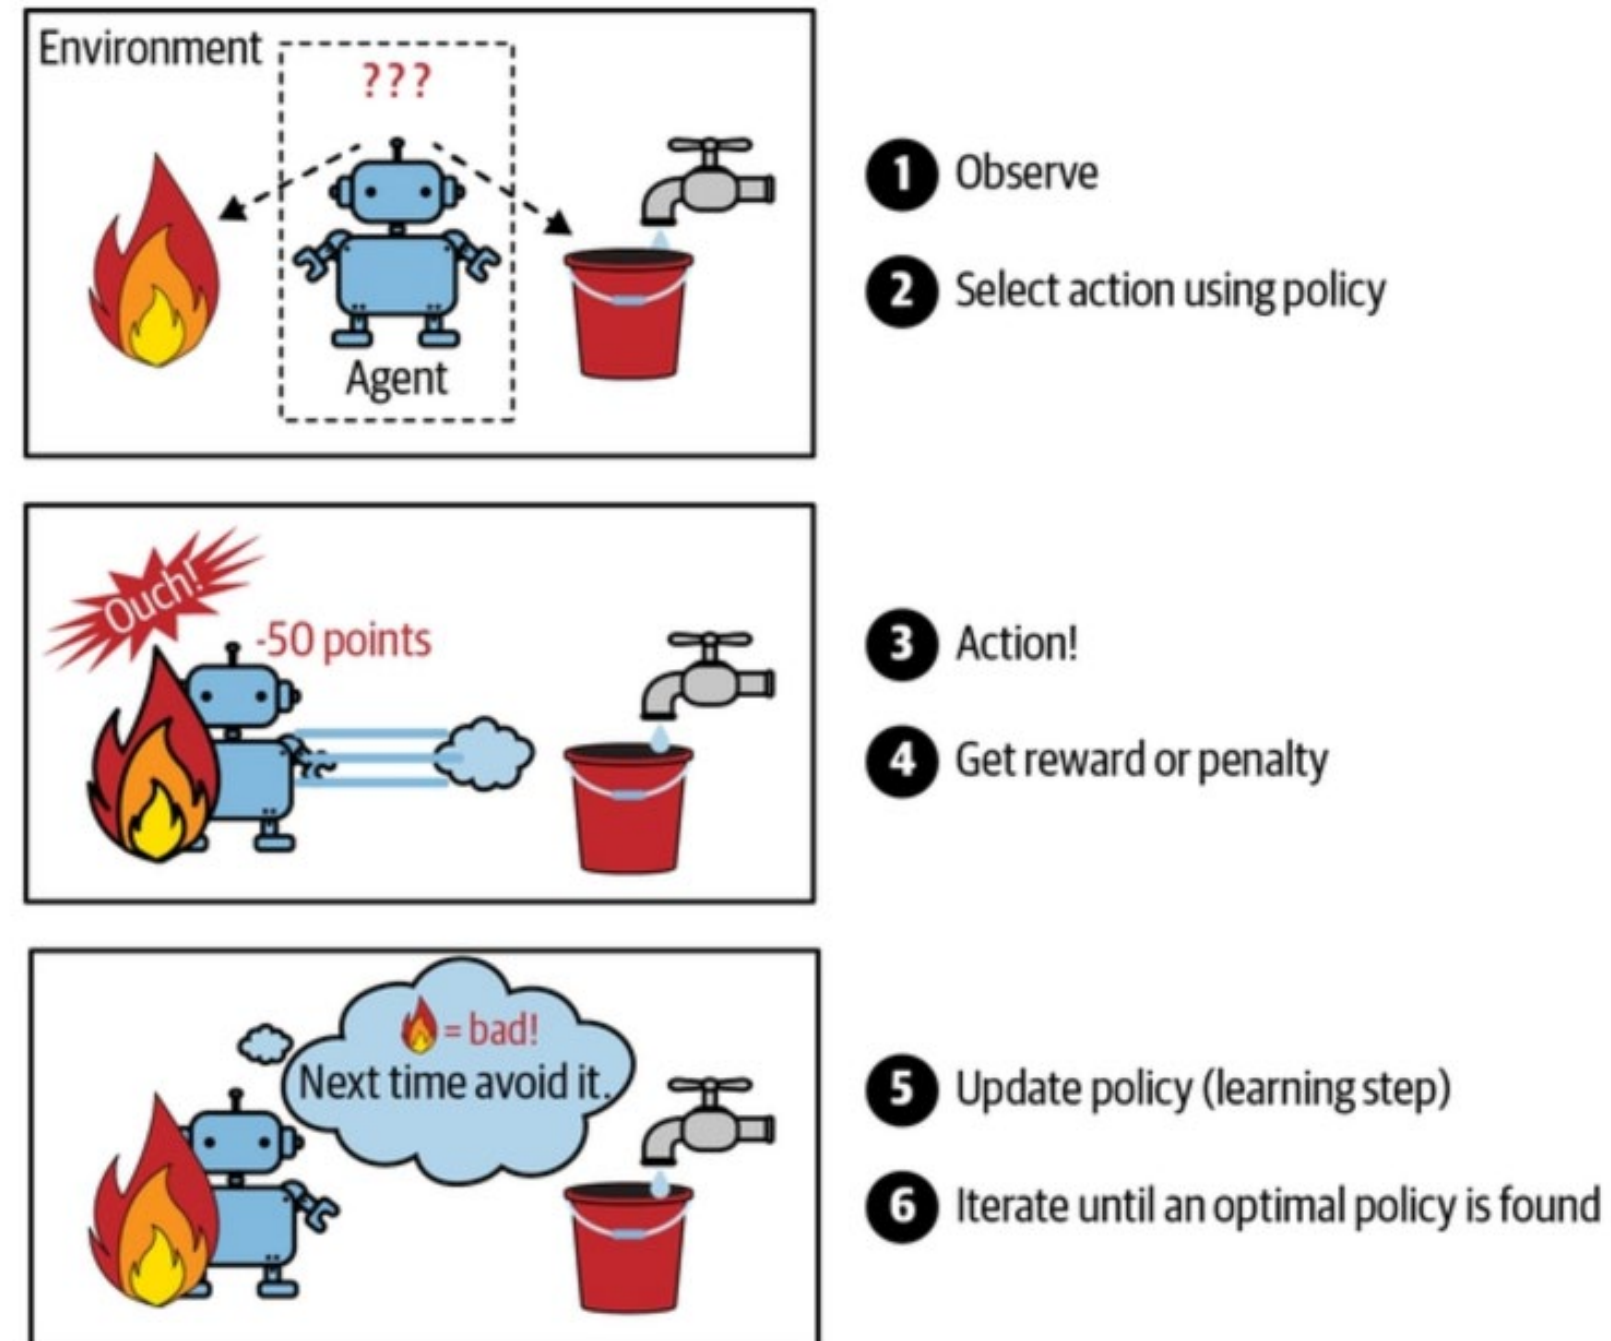 Environment
???
Agent
1 Observe
2 Select action using policy
Ouch!
-50 points
3 Action!
4 Get reward or penalty
= bad!
Next time avoid it.
5 Update policy (learning step)
6 Iterate until an optimal policy is found